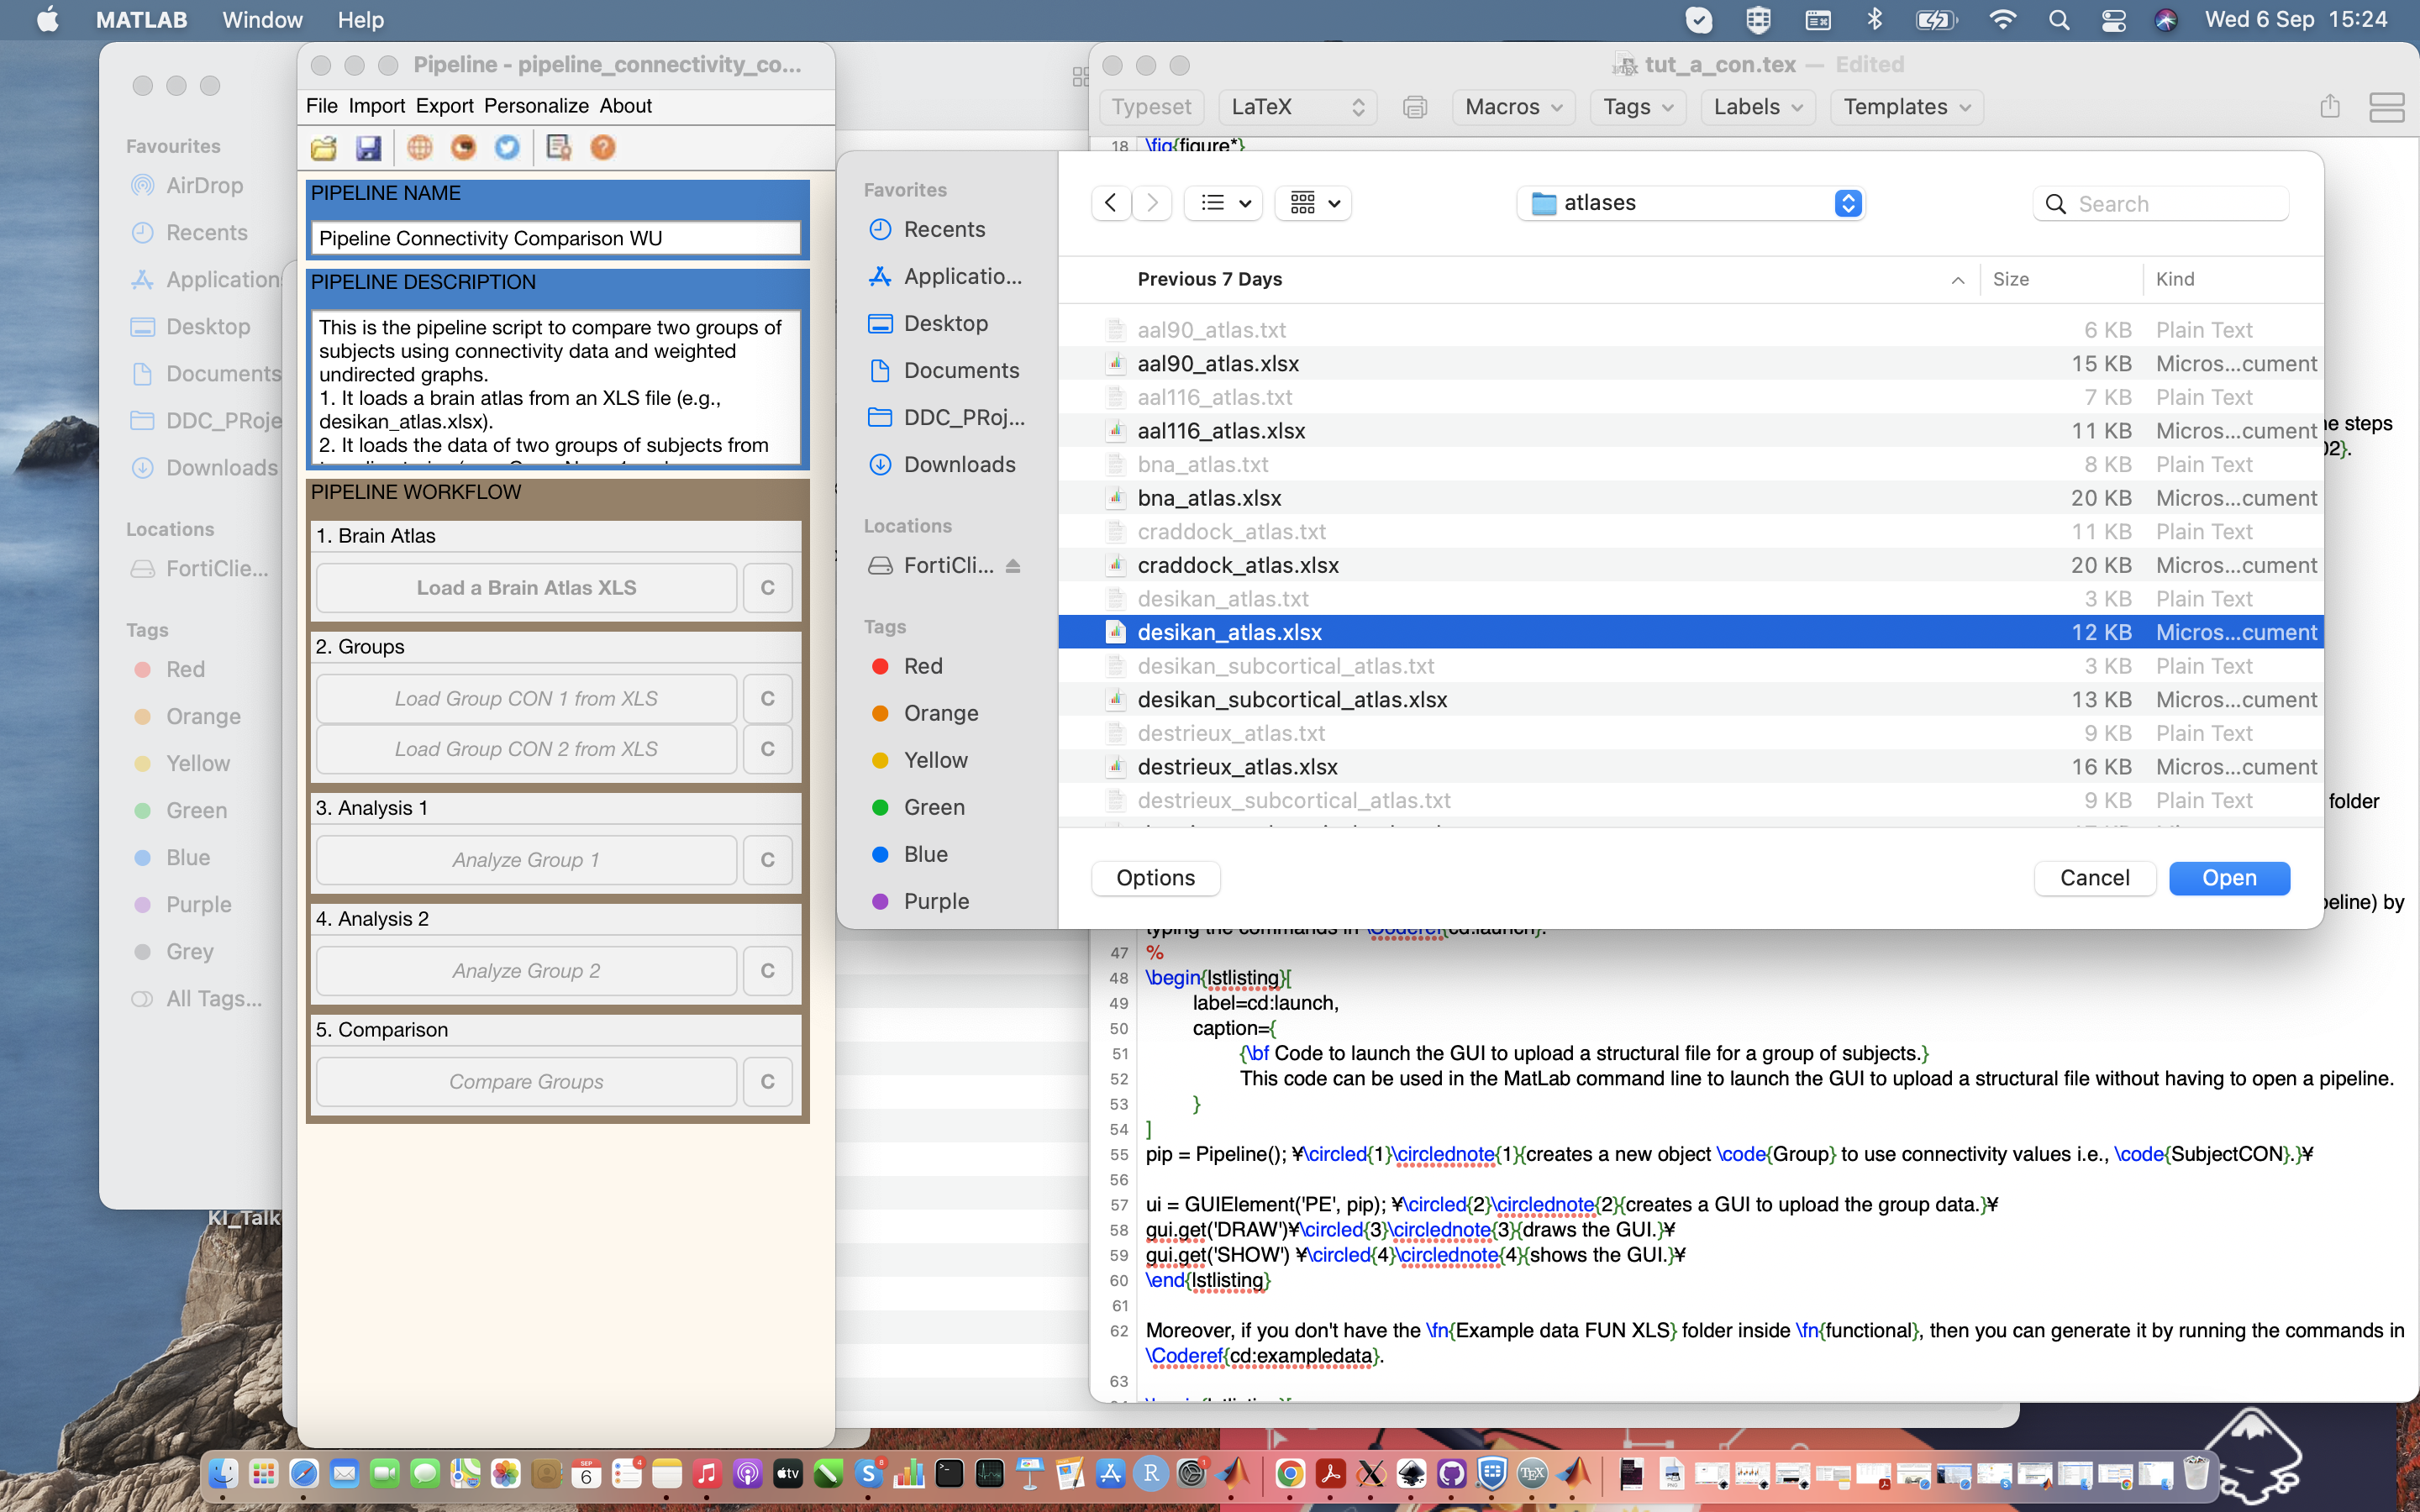 MATLAB Window Help
Wed 6 Sep 15:24
Favourites
AirDrop
Recents
Application
Desktop
Documents
DDC_PRoje
Downloads
Locations
FortiClie...
Tags
Red
Orange
Yellow
Green
Blue
Purple
Grey
All Tags...
KI_Talk
Pipeline - pipeline_connectivity_co...
File Import Export Personalize About
PIPELINE NAME
Pipeline Connectivity Comparison WU
PIPELINE DESCRIPTION
This is the pipeline script to compare two groups of
subjects using connectivity data and weighted
undirected graphs.
1. It loads a brain atlas from an XLS file (e.g.,
desikan_atlas.xlsx).
2. It loads the data of two groups of subjects from
PIPELINE WORKFLOW
1. Brain Atlas
Load a Brain Atlas XLS C
2. Groups
Load Group CON 1 from XLS C
Load Group CON 2 from XLS C
3. Analysis 1
Analyze Group 1 C
4. Analysis 2
Analyze Group 2 C
5. Comparison
Compare Groups C
Favorites
Recents
Applicatio...
Desktop
Documents
DDC_PRoj...
Downloads
Locations
FortiCli...
Tags
Red
Orange
Yellow
Green
Blue
Purple
atlases
Search
Previous 7 Days Size Kind
aal90_atlas.txt 6 KB Plain Text
aal90_atlas.xlsx 15 KB Micros...cument
aal116_atlas.txt 7 KB Plain Text
aal116_atlas.xlsx 11 KB Micros...cument
bna_atlas.txt 8 KB Plain Text
bna_atlas.xlsx 20 KB Micros...cument
craddock_atlas.txt 11 KB Plain Text
craddock_atlas.xlsx 20 KB Micros...cument
desikan_atlas.txt 3 KB Plain Text
desikan_atlas.xlsx 12 KB Micros...cument
desikan_subcortical_atlas.txt 3 KB Plain Text
desikan_subcortical_atlas.xlsx 13 KB Micros...cument
destrieux_atlas.txt 9 KB Plain Text
destrieux_atlas.xlsx 16 KB Micros...cument
destrieux_subcortical_atlas.txt 9 KB Plain Text
Options Cancel Open
tut_a_con.tex — Edited
Typeset LaTeX Macros Tags Labels Templates
18 \fig{figure*}
he steps
02}.
folder
peline) by
typing the commands in \Coderef{cd:launch}.
47 %
48 \begin{lstlisting}[
49 label=cd:launch,
50 caption={
51 {\bf Code to launch the GUI to upload a structural file for a group of subjects.}
52 This code can be used in the MatLab command line to launch the GUI to upload a structural file without having to open a pipeline.
53 }
54 ]
55 pip = Pipeline(); ¥\circled{1}\circlednote{1}{creates a new object \code{Group} to use connectivity values i.e., \code{SubjectCON}.}¥
56
57 ui = GUIElement('PE', pip); ¥\circled{2}\circlednote{2}{creates a GUI to upload the group data.}¥
58 gui.get('DRAW')¥\circled{3}\circlednote{3}{draws the GUI.}¥
59 gui.get('SHOW') ¥\circled{4}\circlednote{4}{shows the GUI.}¥
60 \end{lstlisting}
61
62 Moreover, if you don't have the \fn{Example data FUN XLS} folder inside \fn{functional}, then you can generate it by running the commands in
\Coderef{cd:exampledata}.
63